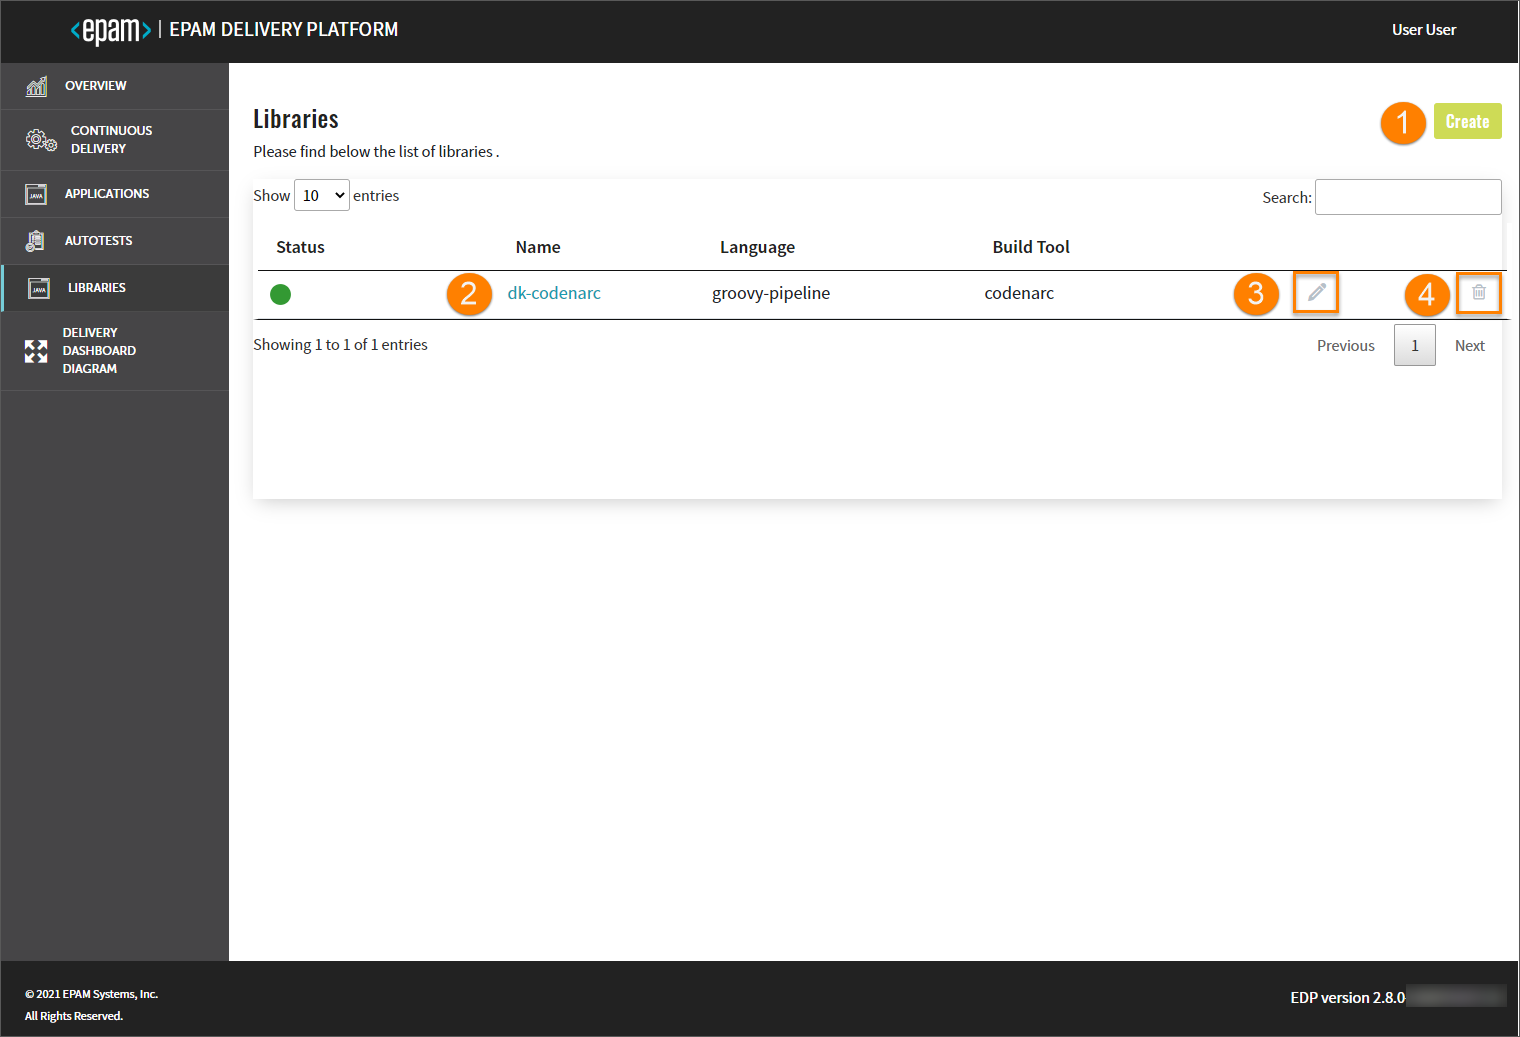 <epam> | EPAM DELIVERY PLATFORM
User User
OVERVIEW
CONTINUOUS
DELIVERY
JAVA APPLICATIONS
AUTOTESTS
JAVA LIBRARIES
DELIVERY
DASHBOARD
DIAGRAM
Libraries
1 Create
Please find below the list of libraries .
Show 10 entries
Search:
Status Name Language Build Tool
2 dk-codenarc groovy-pipeline codenarc 3 4
Showing 1 to 1 of 1 entries
Previous 1 Next
© 2021 EPAM Systems, Inc.
All Rights Reserved.
EDP version 2.8.0-